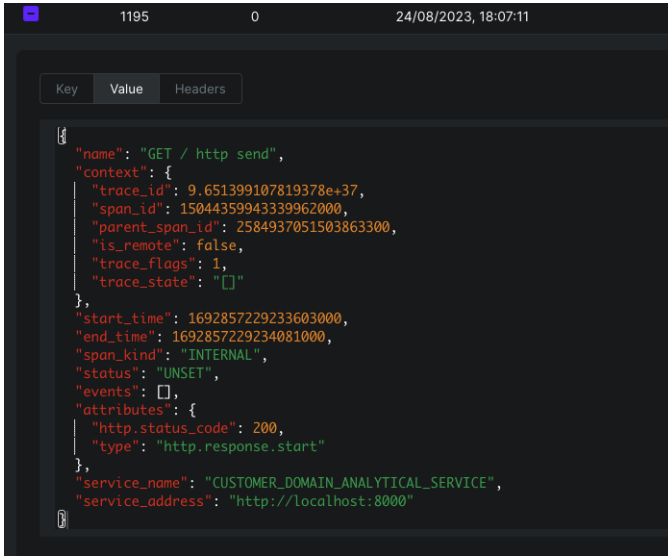 1195 0 24/08/2023, 18:07:11
Key Value Headers
{
"name": "GET / http send",
"context": {
"trace_id": 9.651399107819378e+37,
"span_id": 15044359943339962000,
"parent_span_id": 2584937051503863300,
"is_remote": false,
"trace_flags": 1,
"trace_state": "[]"
},
"start_time": 1692857229233603000,
"end_time": 1692857229234081000,
"span_kind": "INTERNAL",
"status": "UNSET",
"events": [],
"attributes": {
"http.status_code": 200,
"type": "http.response.start"
},
"service_name": "CUSTOMER_DOMAIN_ANALYTICAL_SERVICE",
"service_address": "http://localhost:8000"
}